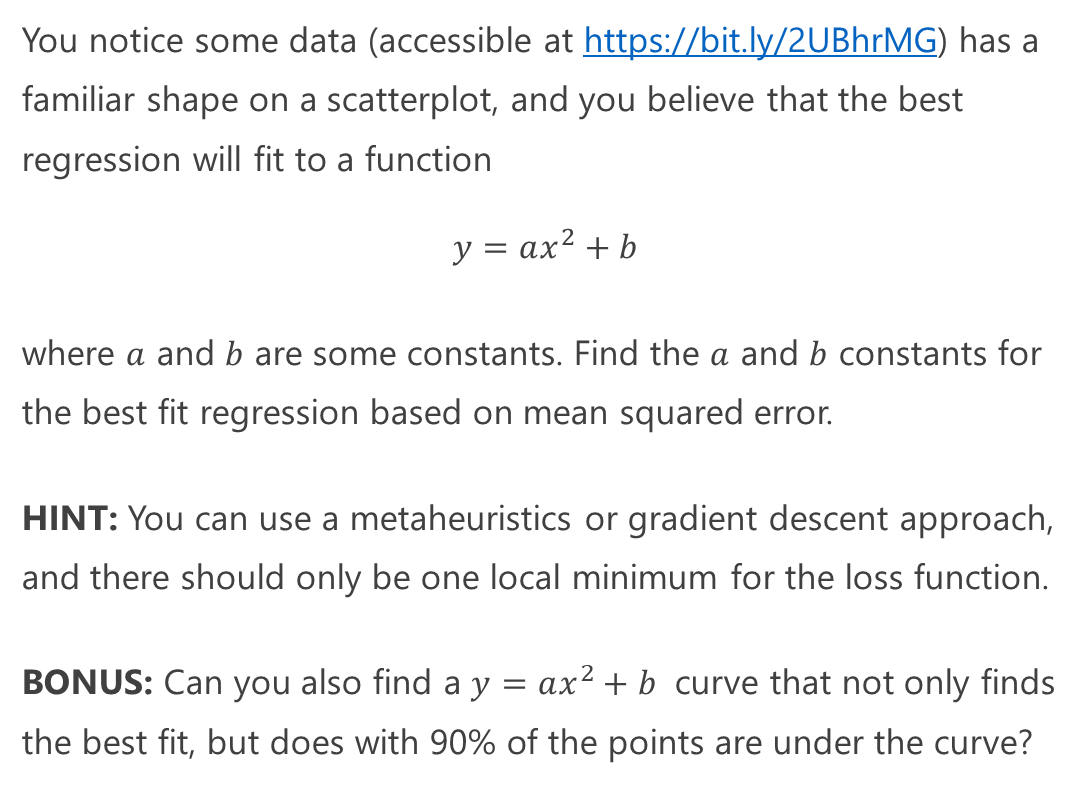 You notice some data (accessible at https://bit.ly/2UBhrMG) has a
familiar shape on a scatterplot, and you believe that the best
regression will fit to a function
y = ax² + b
where a and b are some constants. Find the a and b constants for
the best fit regression based on mean squared error.
HINT: You can use a metaheuristics or gradient descent approach,
and there should only be one local minimum for the loss function.
BONUS: Can you also find a y = ax² + b curve that not only finds
the best fit, but does with 90% of the points are under the curve?